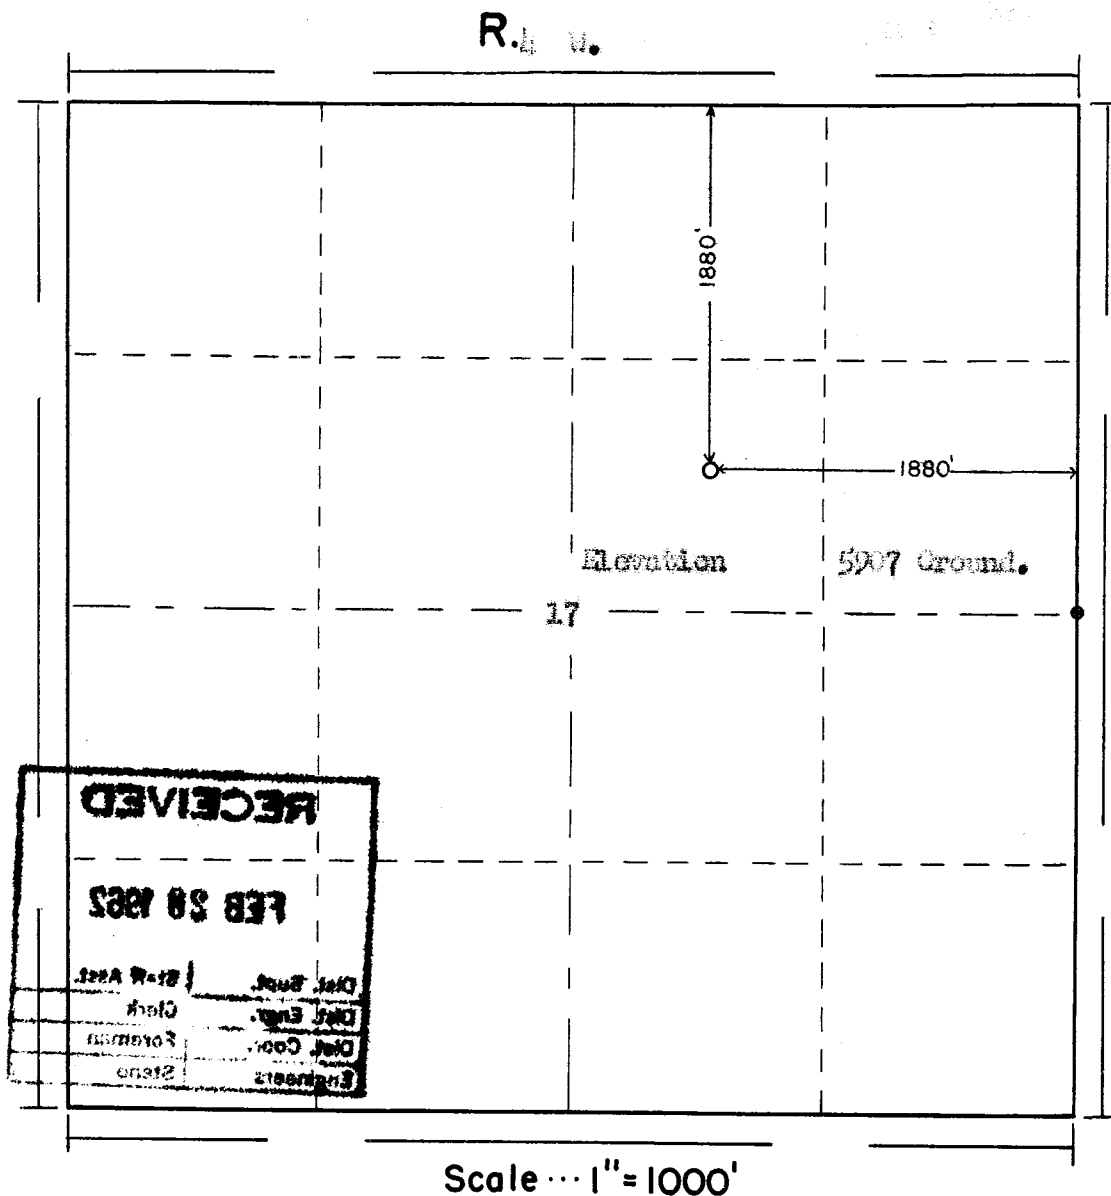 R. 4 W.
1880'
1880'
Elevation 5907 Ground.
17
RECEIVED
FEB 28 1962
Dist. Supt. Staff Asst.
Dist. Engr. Clerk
Dist. Coor. Foreman
Engineers Steno
Scale ... 1" = 1000'